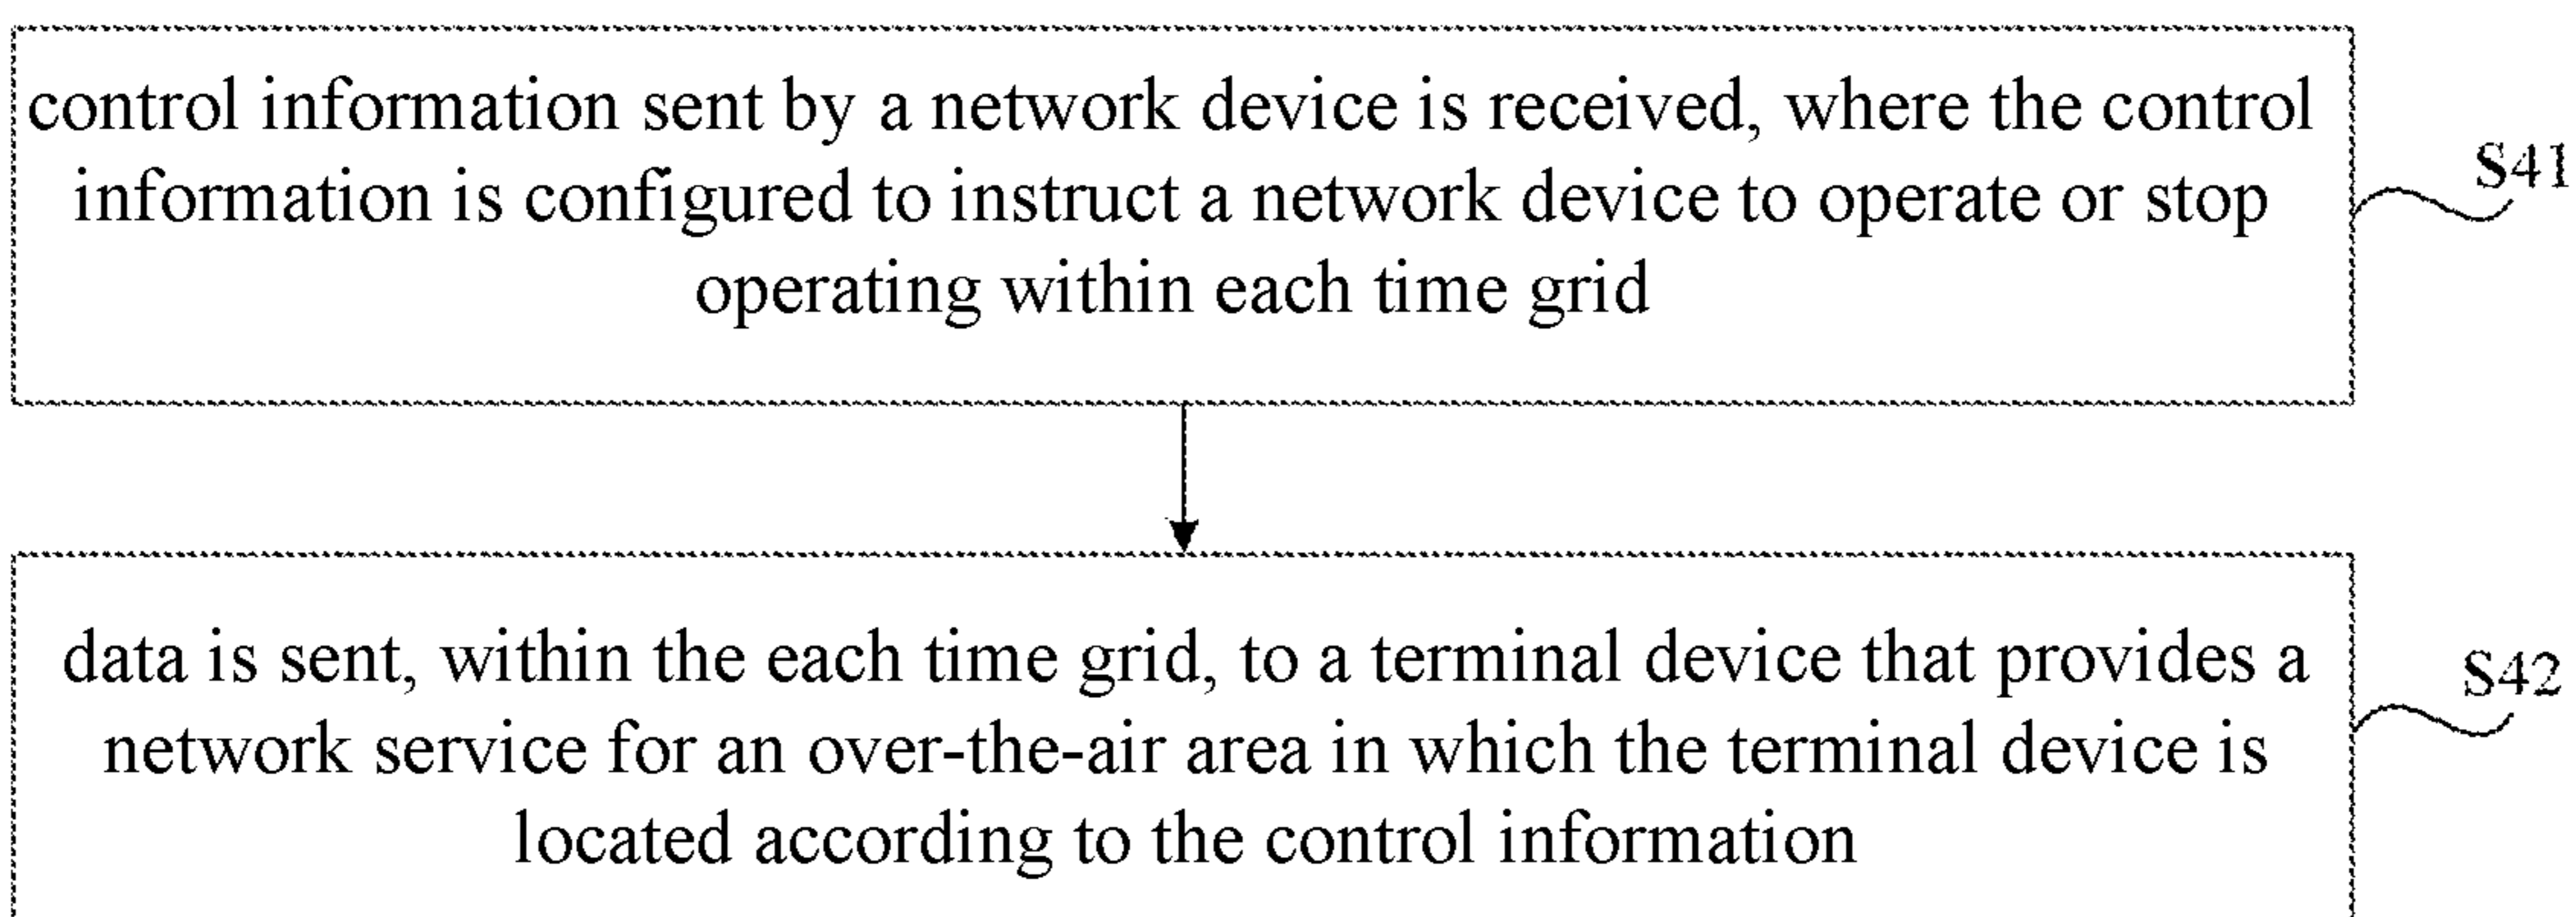 control information sent by a network device is received, where the control
information is configured to instruct a network device to operate or stop
operating within each time grid
S41
data is sent, within the each time grid, to a terminal device that provides a
network service for an over-the-air area in which the terminal device is
located according to the control information
S42